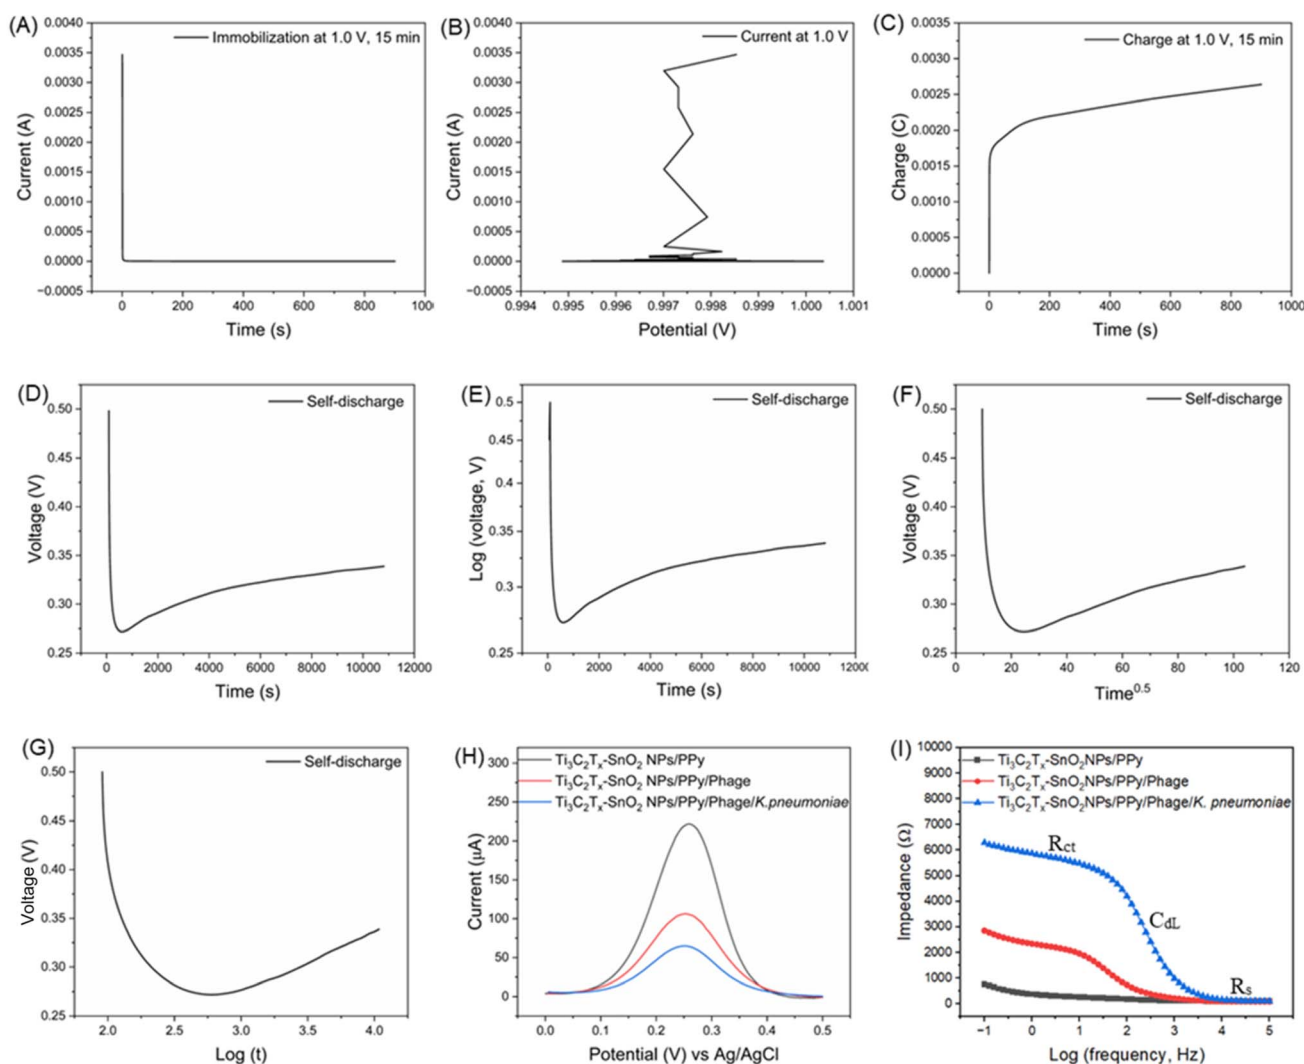 (A)
Immobilization at 1.0 V, 15 min
0.0040
0.0035
0.0030
0.0025
0.0020
0.0015
0.0010
0.0005
0.0000
−0.0005
Current (A)
0 200 400 600 800 100
Time (s)
(B)
Current at 1.0 V
0.0040
0.0035
0.0030
0.0025
0.0020
0.0015
0.0010
0.0005
0.0000
−0.0005
Current (A)
0.994 0.995 0.996 0.997 0.998 0.999 1.000 1.001
Potential (V)
(C)
Charge at 1.0 V, 15 min
0.0035
0.0030
0.0025
0.0020
0.0015
0.0010
0.0005
0.0000
Charge (C)
0 200 400 600 800 1000
Time (s)
(D)
Self-discharge
0.50
0.45
0.40
0.35
0.30
0.25
Voltage (V)
0 2000 4000 6000 8000 10000 12000
Time (s)
(E)
Self-discharge
0.5
0.45
0.4
0.35
0.3
0.25
Log (voltage, V)
0 2000 4000 6000 8000 10000 12000
Time (s)
(F)
Self-discharge
0.50
0.45
0.40
0.35
0.30
0.25
Voltage (V)
0 20 40 60 80 100 120
Time^0.5
(G)
Self-discharge
0.50
0.45
0.40
0.35
0.30
0.25
Voltage (V)
2.0 2.5 3.0 3.5 4.0
Log (t)
(H)
Ti₃C₂Tₓ-SnO₂ NPs/PPy
Ti₃C₂Tₓ-SnO₂ NPs/PPy/Phage
Ti₃C₂Tₓ-SnO₂ NPs/PPy/Phage/K.pneumoniae
300
250
200
150
100
50
0
Current (µA)
0.0 0.1 0.2 0.3 0.4 0.5
Potential (V) vs Ag/AgCl
(I)
Ti₃C₂Tₓ-SnO₂NPs/PPy
Ti₃C₂Tₓ-SnO₂NPs/PPy/Phage
Ti₃C₂Tₓ-SnO₂NPs/PPy/Phage/K. pneumoniae
10000
9000
8000
7000
6000
5000
4000
3000
2000
1000
0
Impedance (Ω)
Rct
CdL
Rs
−1 0 1 2 3 4 5
Log (frequency, Hz)